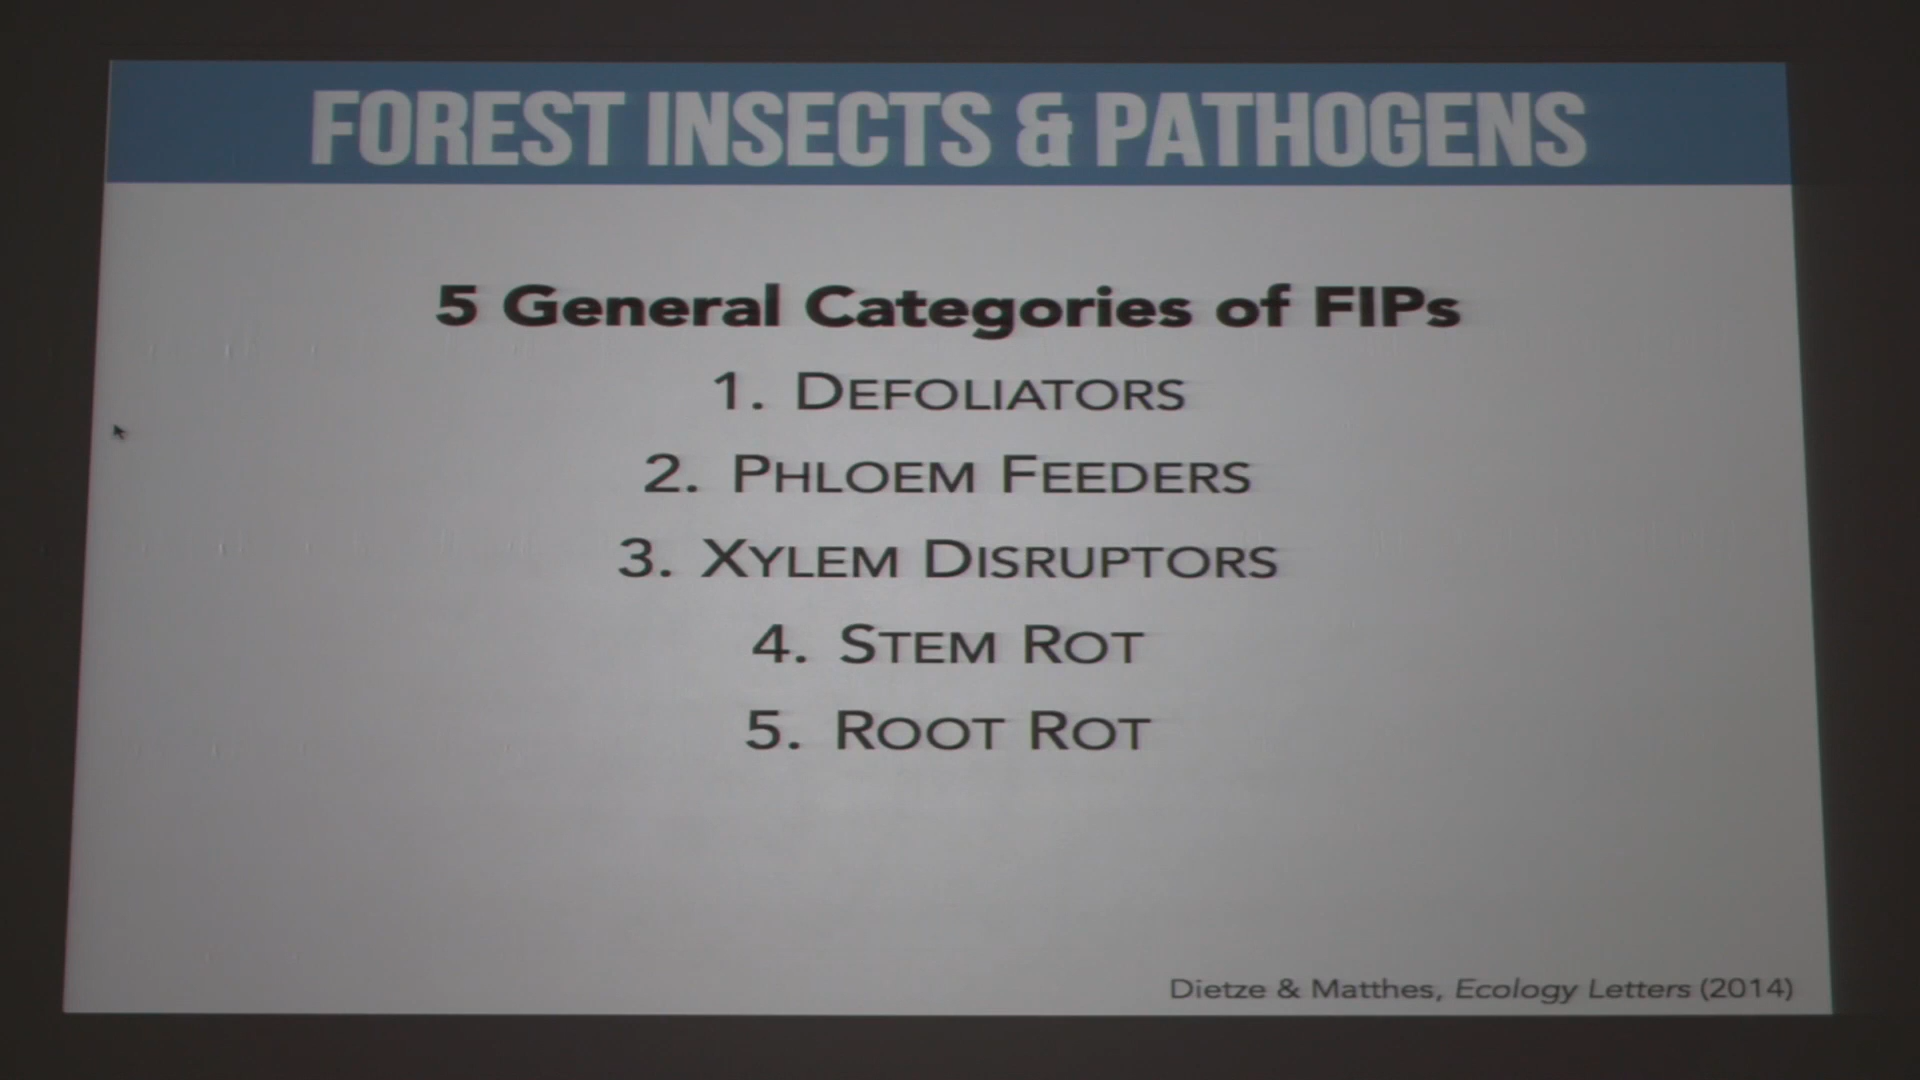 FOREST INSECTS & PATHOGENS
5 General Categories of FIPs
1. DEFOLIATORS
2. PHLOEM FEEDERS
3. XYLEM DISRUPTORS
4. STEM ROT
5. ROOT ROT
Dietze & Matthes, Ecology Letters (2014)